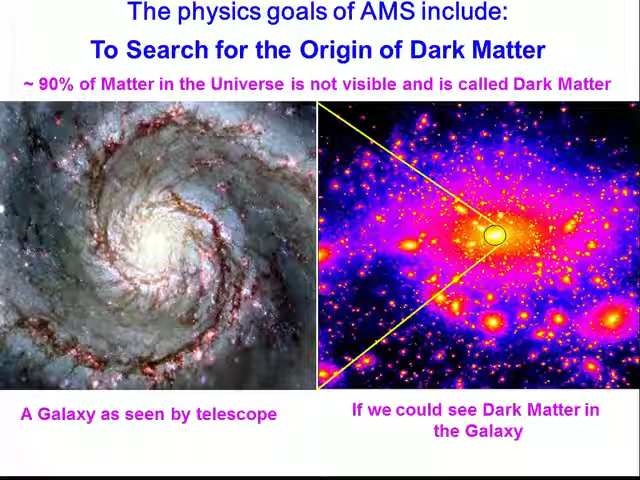 The physics goals of AMS include:
To Search for the Origin of Dark Matter
~ 90% of Matter in the Universe is not visible and is called Dark Matter
A Galaxy as seen by telescope
If we could see Dark Matter in
the Galaxy